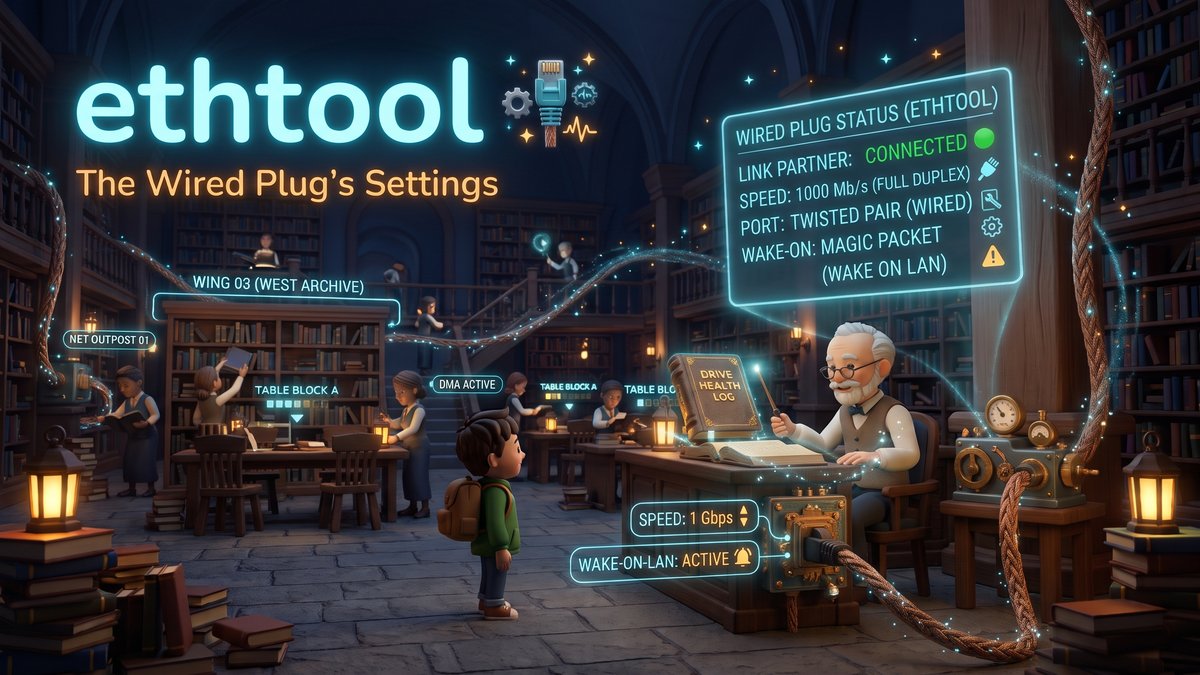 ethtool
The Wired Plug's Settings
WIRED PLUG STATUS (ETHTOOL)
LINK PARTNER: CONNECTED
SPEED: 1000 Mb/s (FULL DUPLEX)
PORT: TWISTED PAIR (WIRED)
WAKE-ON: MAGIC PACKET
(WAKE ON LAN)
WING 03 (WEST ARCHIVE)
NET OUTPOST 01
TABLE BLOCK A
DMA ACTIVE
TABLE BLOCK A
TABLE BLO
DRIVE
HEALTH
LOG
SPEED: 1 Gbps
WAKE-ON-LAN: ACTIVE